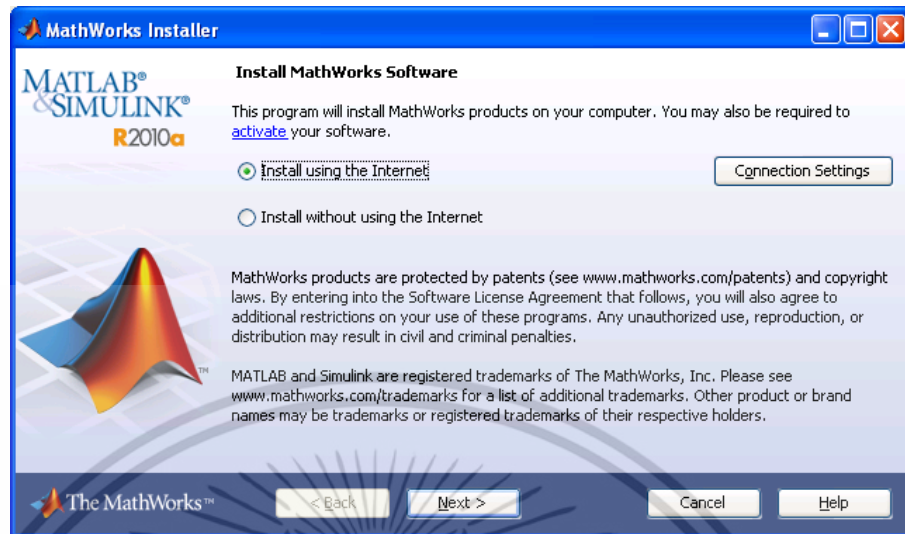 MathWorks Installer
MATLAB®
&SIMULINK®
R2010a
Install MathWorks Software
This program will install MathWorks products on your computer. You may also be required to
activate your software.
Install using the Internet
Connection Settings
Install without using the Internet
MathWorks products are protected by patents (see www.mathworks.com/patents) and copyright
laws. By entering into the Software License Agreement that follows, you will also agree to
additional restrictions on your use of these programs. Any unauthorized use, reproduction, or
distribution may result in civil and criminal penalties.
TM
MATLAB and Simulink are registered trademarks of The MathWorks, Inc. Please see
www.mathworks.com/trademarks for a list of additional trademarks. Other product or brand
names may be trademarks or registered trademarks of their respective holders.
The MathWorks™
< Back
Next >
Cancel
Help